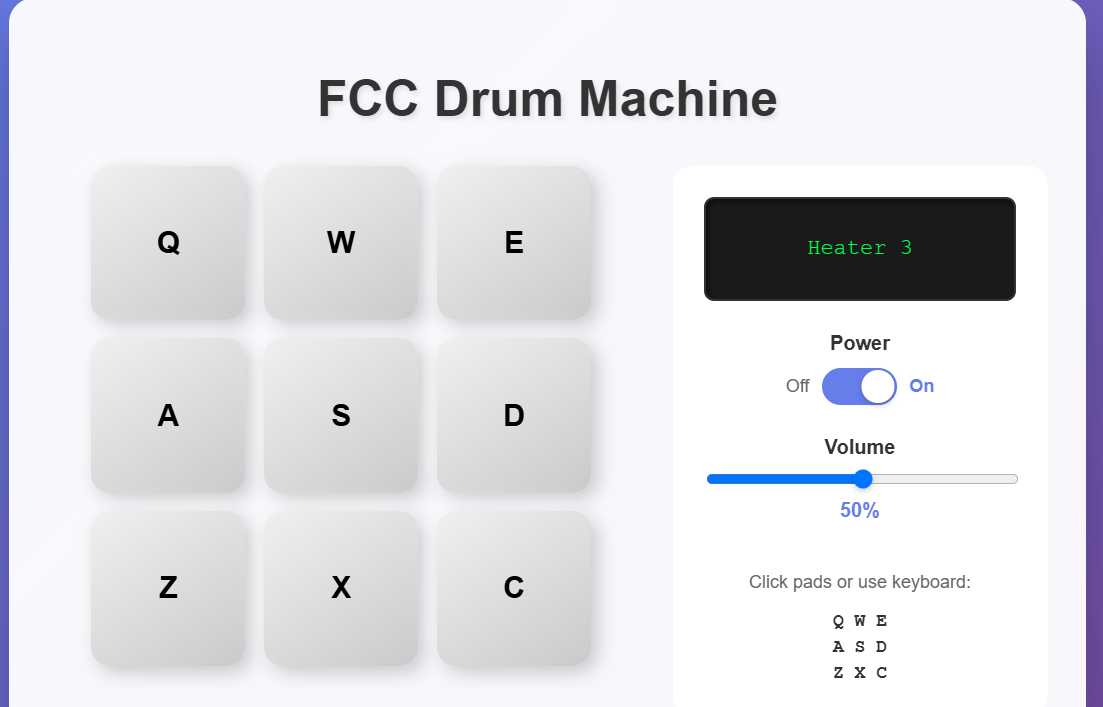 FCC Drum Machine
Q W E
A S D
Z X C
Heater 3
Power
Off On
Volume
50%
Click pads or use keyboard:
Q W E
A S D
Z X C